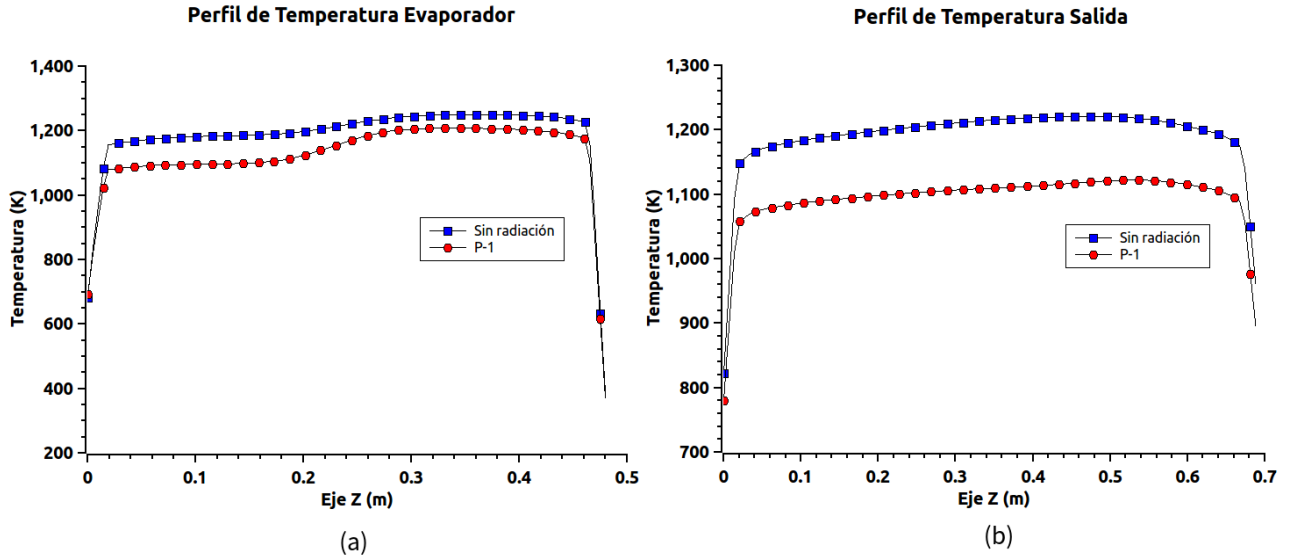 Perfil de Temperatura Evaporador
1,400
1,200
1,000
800
600
400
200
Temperatura (K)
Sin radiación
P-1
0
0.1
0.2
0.3
0.4
0.5
Eje Z (m)
(a)
Perfil de Temperatura Salida
1,300
1,200
1,100
1,000
900
800
700
Temperatura (K)
Sin radiación
P-1
0
0.1
0.2
0.3
0.4
0.5
0.6
0.7
Eje Z (m)
(b)